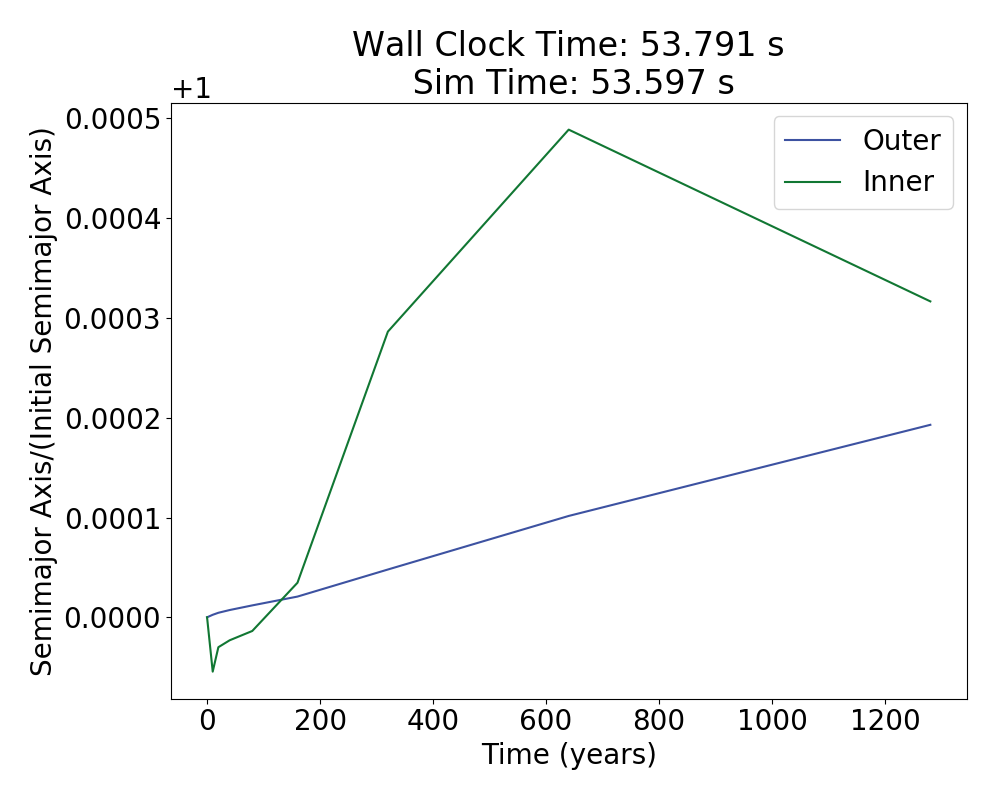 Wall Clock Time: 53.791 s
Sim Time: 53.597 s
+1
0.0005
0.0004
0.0003
0.0002
0.0001
0.0000
Semimajor Axis/(Initial Semimajor Axis)
Outer
Inner
0
200
400
600
800
1000
1200
Time (years)